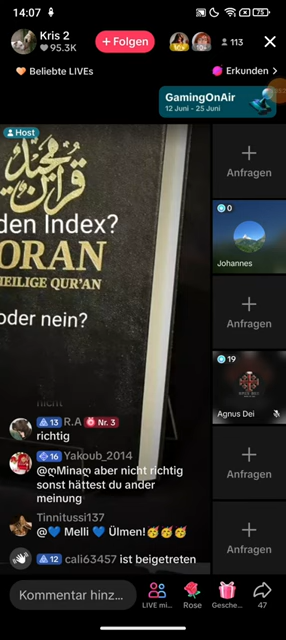 14:07
75
Kris 2
95.3K
+ Folgen
113
Beliebte LIVEs
Erkunden >
GamingOnAir
12 Juni - 25 Juni
Host
قرآن مجيد
den Index?
ORAN
HEILIGE QUR'AN
oder nein?
Anfragen
0
Johannes
Anfragen
19
Agnus Dei
Anfragen
Anfragen
nicht
13 R.A Nr. 3
richtig
16 Yakoub_2014
@ღMinaღ aber nicht richtig
sonst hättest du ander
meinung
Tinnitussi137
@💙 Melli 💙 Ülmen!🥳🥳🥳
12 cali63457 ist beigetreten
Kommentar hinz...
LIVE mi...
Rose
Gesche...
47